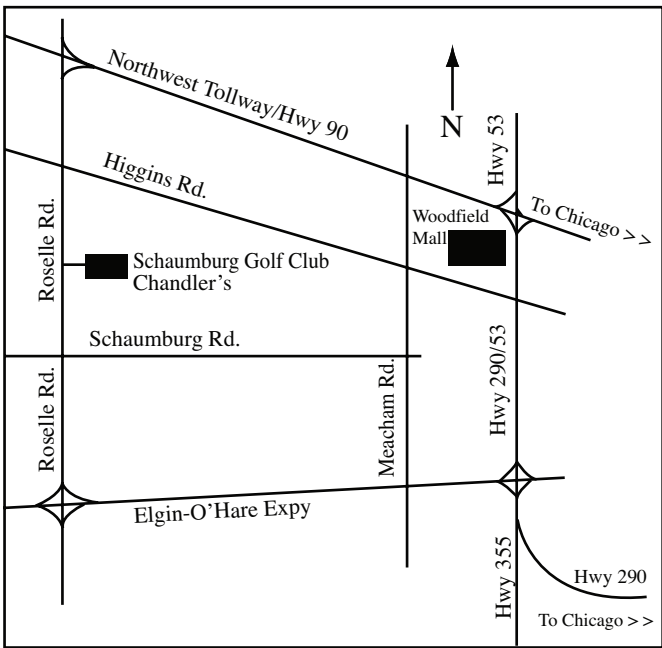 Northwest Tollway/Hwy 90
N
Hwy 53
Higgins Rd.
Woodfield
Mall
To Chicago >>
Roselle Rd.
Schaumburg Golf Club
Chandler's
Schaumburg Rd.
Hwy 290/53
Roselle Rd.
Meacham Rd.
Elgin-O'Hare Expy
Hwy 355
Hwy 290
To Chicago >>